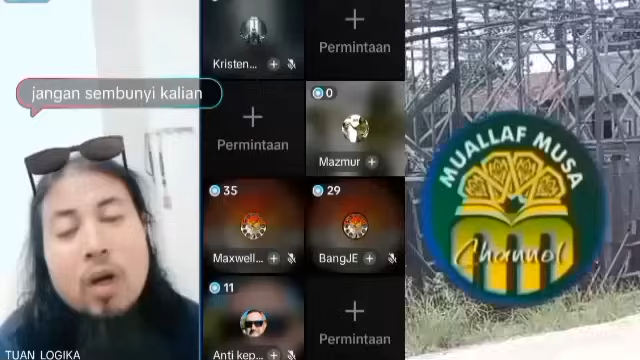 jangan sembunyi kalian
TUAN LOGIKA
Kristen...
Permintaan
Permintaan
0
Mazmur
35
Maxwell...
29
BangJE
11
Anti kep...
Permintaan
MUALLAF MUSA
Channel